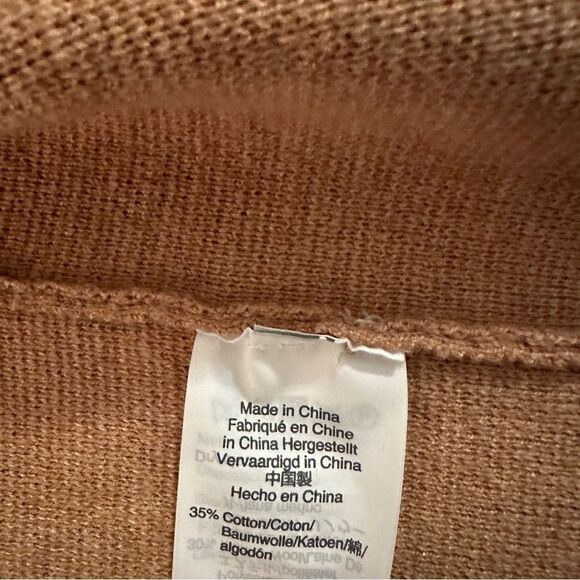 Made in China
Fabriqué en Chine
in China Hergestellt
Vervaardigd in China
中国製
Hecho en China
35% Cotton/Coton/
Baumwolle/Katoen/綿/
algodón